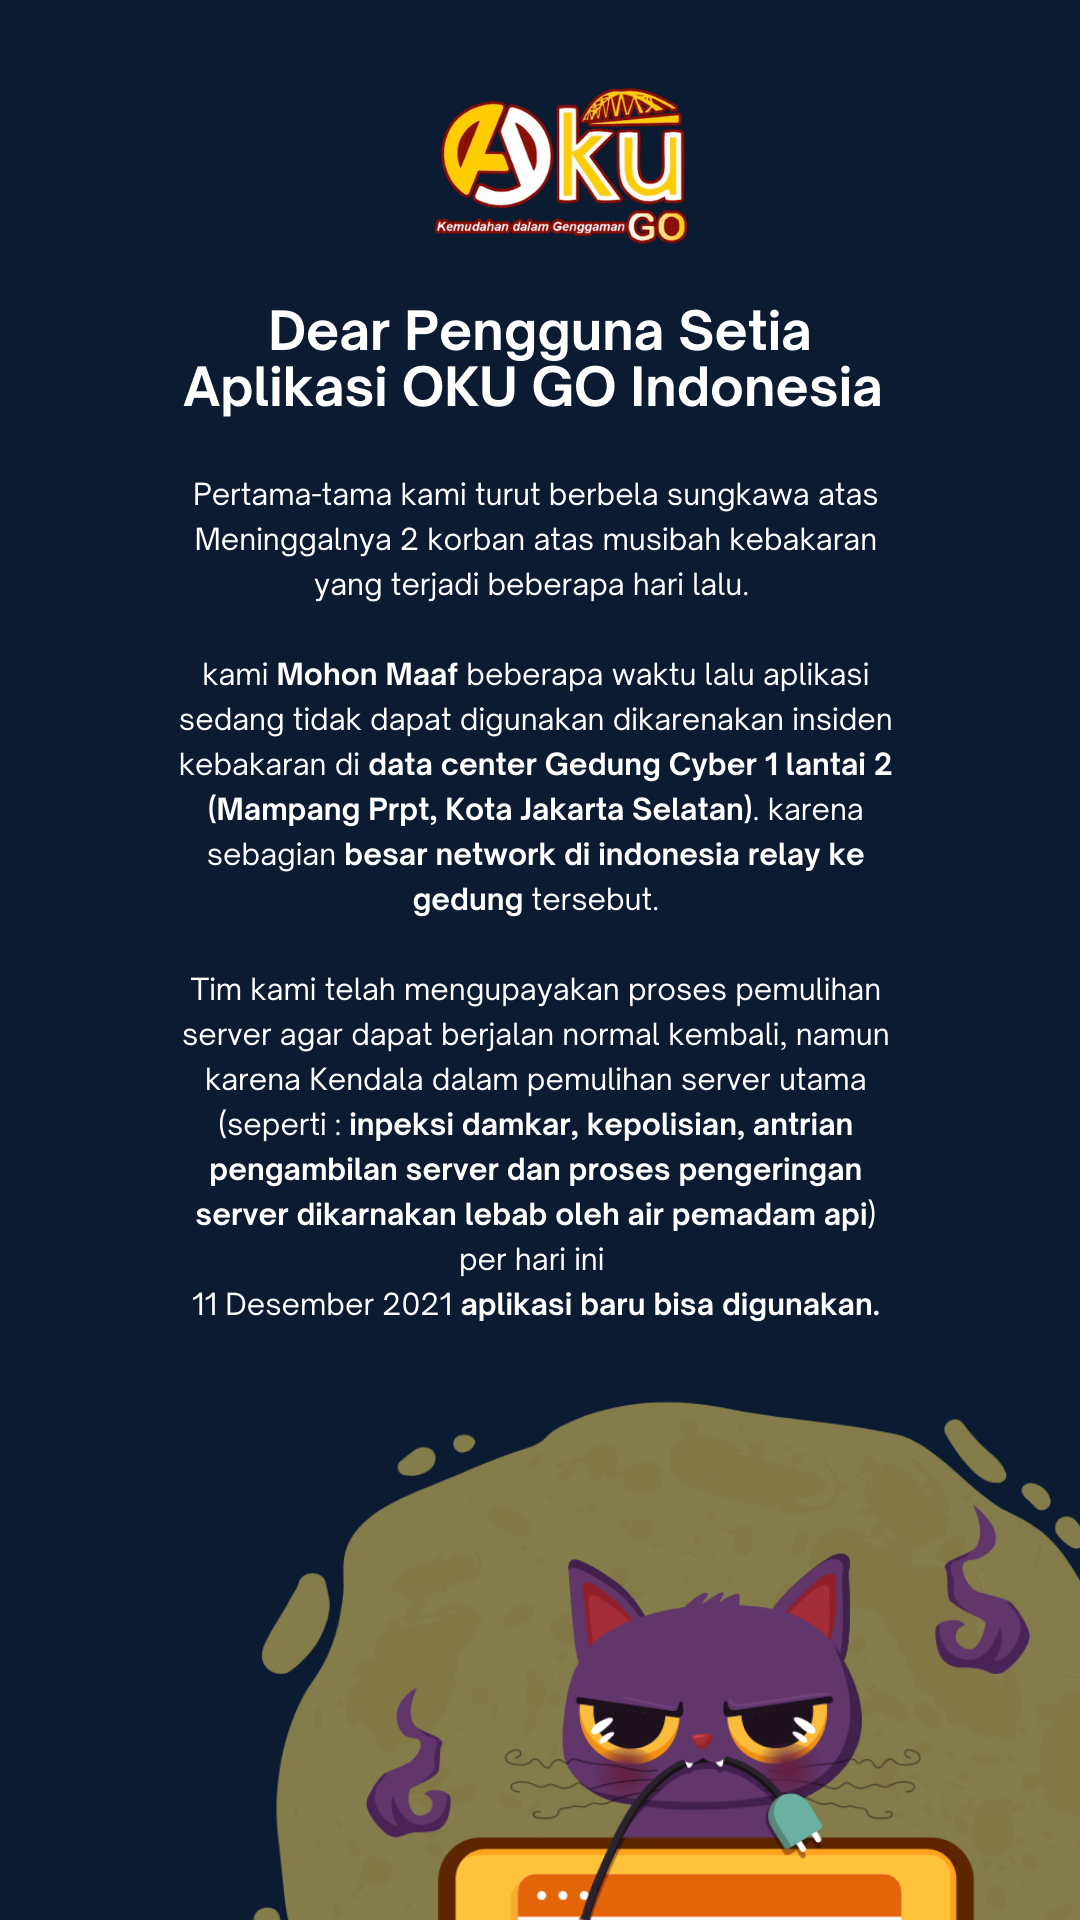 Oku
Kemudahan dalam Genggaman GO
Dear Pengguna Setia
Aplikasi OKU GO Indonesia
Pertama-tama kami turut berbela sungkawa atas
Meninggalnya 2 korban atas musibah kebakaran
yang terjadi beberapa hari lalu.
kami Mohon Maaf beberapa waktu lalu aplikasi
sedang tidak dapat digunakan dikarenakan insiden
kebakaran di data center Gedung Cyber 1 lantai 2
(Mampang Prpt, Kota Jakarta Selatan). karena
sebagian besar network di indonesia relay ke
gedung tersebut.
Tim kami telah mengupayakan proses pemulihan
server agar dapat berjalan normal kembali, namun
karena Kendala dalam pemulihan server utama
(seperti : inpeksi damkar, kepolisian, antrian
pengambilan server dan proses pengeringan
server dikarnakan lebab oleh air pemadam api)
per hari ini
11 Desember 2021 aplikasi baru bisa digunakan.